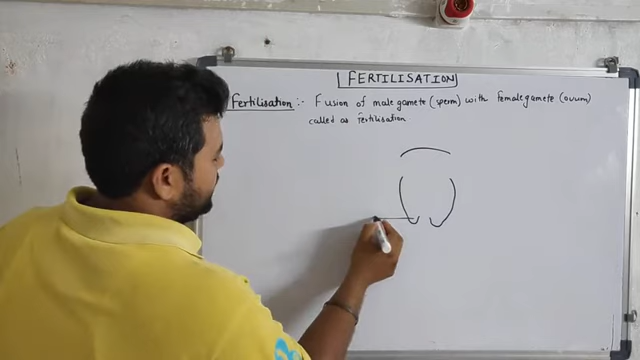 FERTILISATION
Fertilisation :- Fusion of male gamete (sperm) with female gamete (ovum)
called as fertilisation